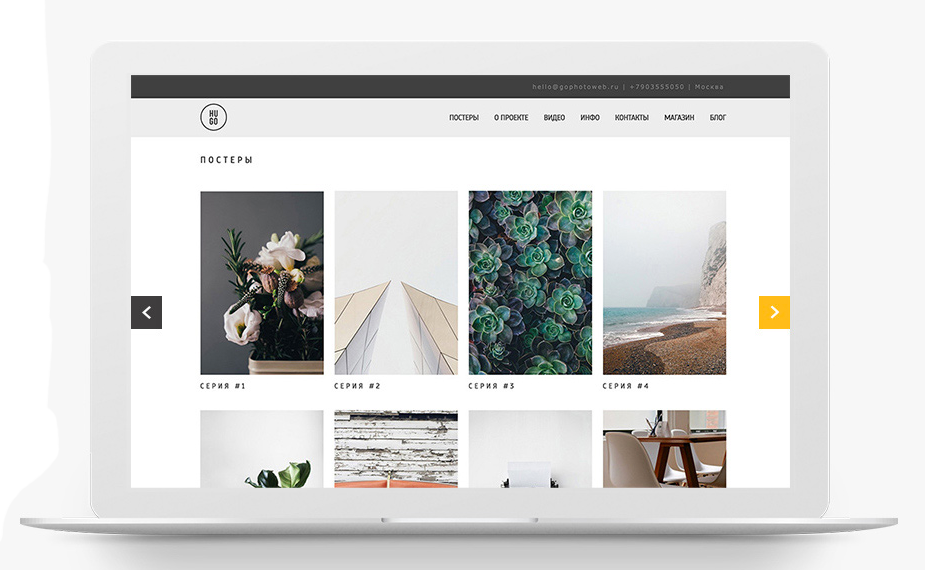 hello@gophotoweb.ru | +7903555050 | Москва
HU
GO
ПОСТЕРЫ О ПРОЕКТЕ ВИДЕО ИНФО КОНТАКТЫ МАГАЗИН БЛОГ
ПОСТЕРЫ
СЕРИЯ #1 СЕРИЯ #2 СЕРИЯ #3 СЕРИЯ #4